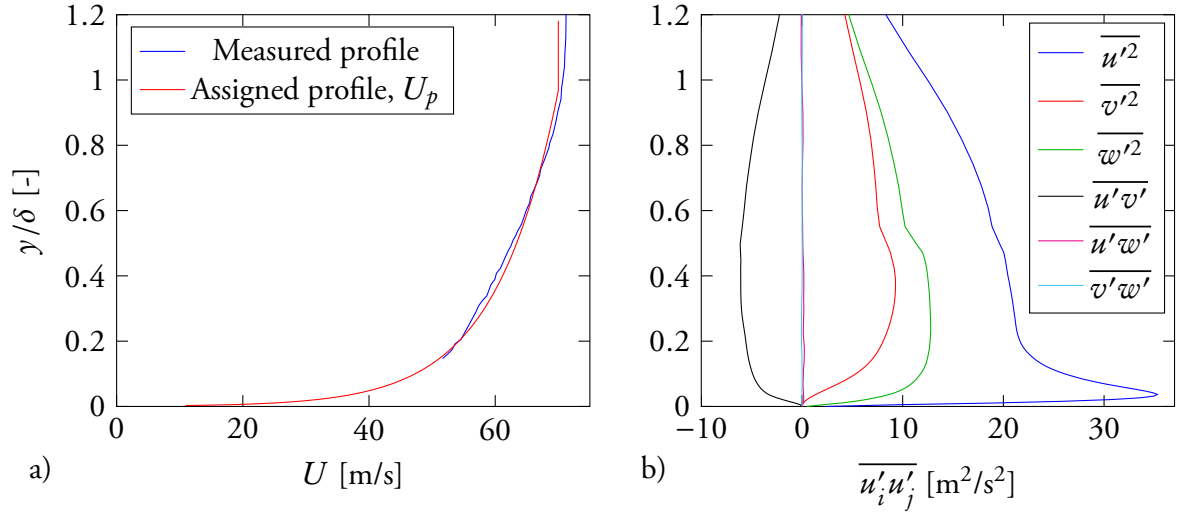 1.2
1
0.8
0.6
0.4
0.2
0
y/δ [-]
Measured profile
Assigned profile, U_p
0 20 40 60
U [m/s]
a)
1.2
1
0.8
0.6
0.4
0.2
0
u′²
v′²
w′²
u′v′
u′w′
v′w′
−10 0 10 20 30
u′ᵢu′ⱼ [m²/s²]
b)